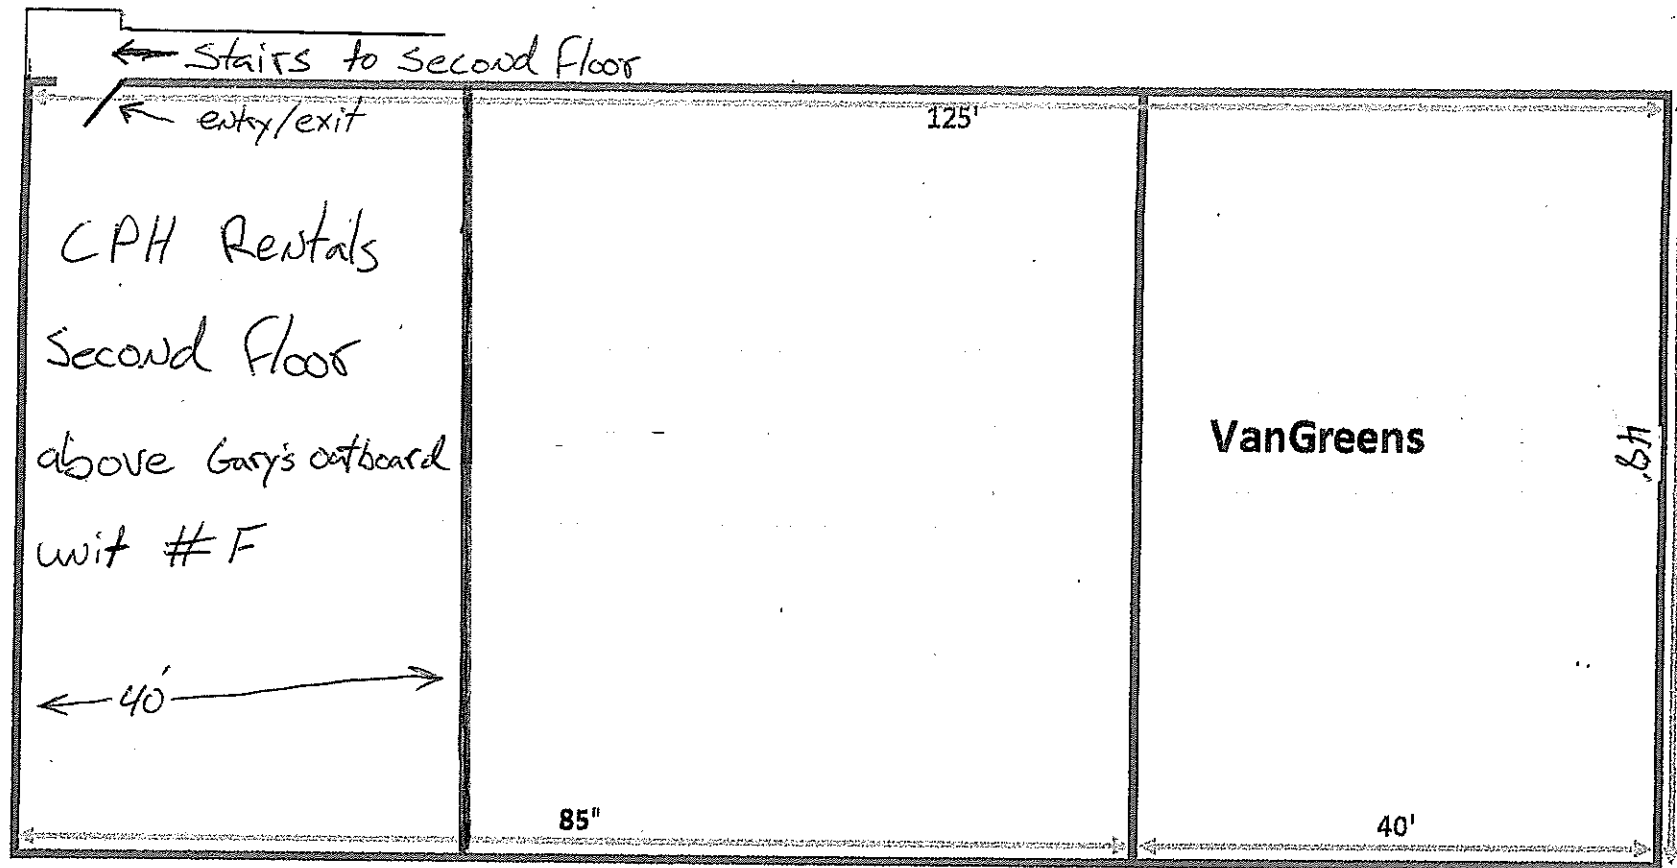 ← Stairs to Second Floor
← entry/exit
125'
CPH Rentals
Second Floor
above Gary's outboard
unit # F
VanGreens
← 40' →
85"
40'